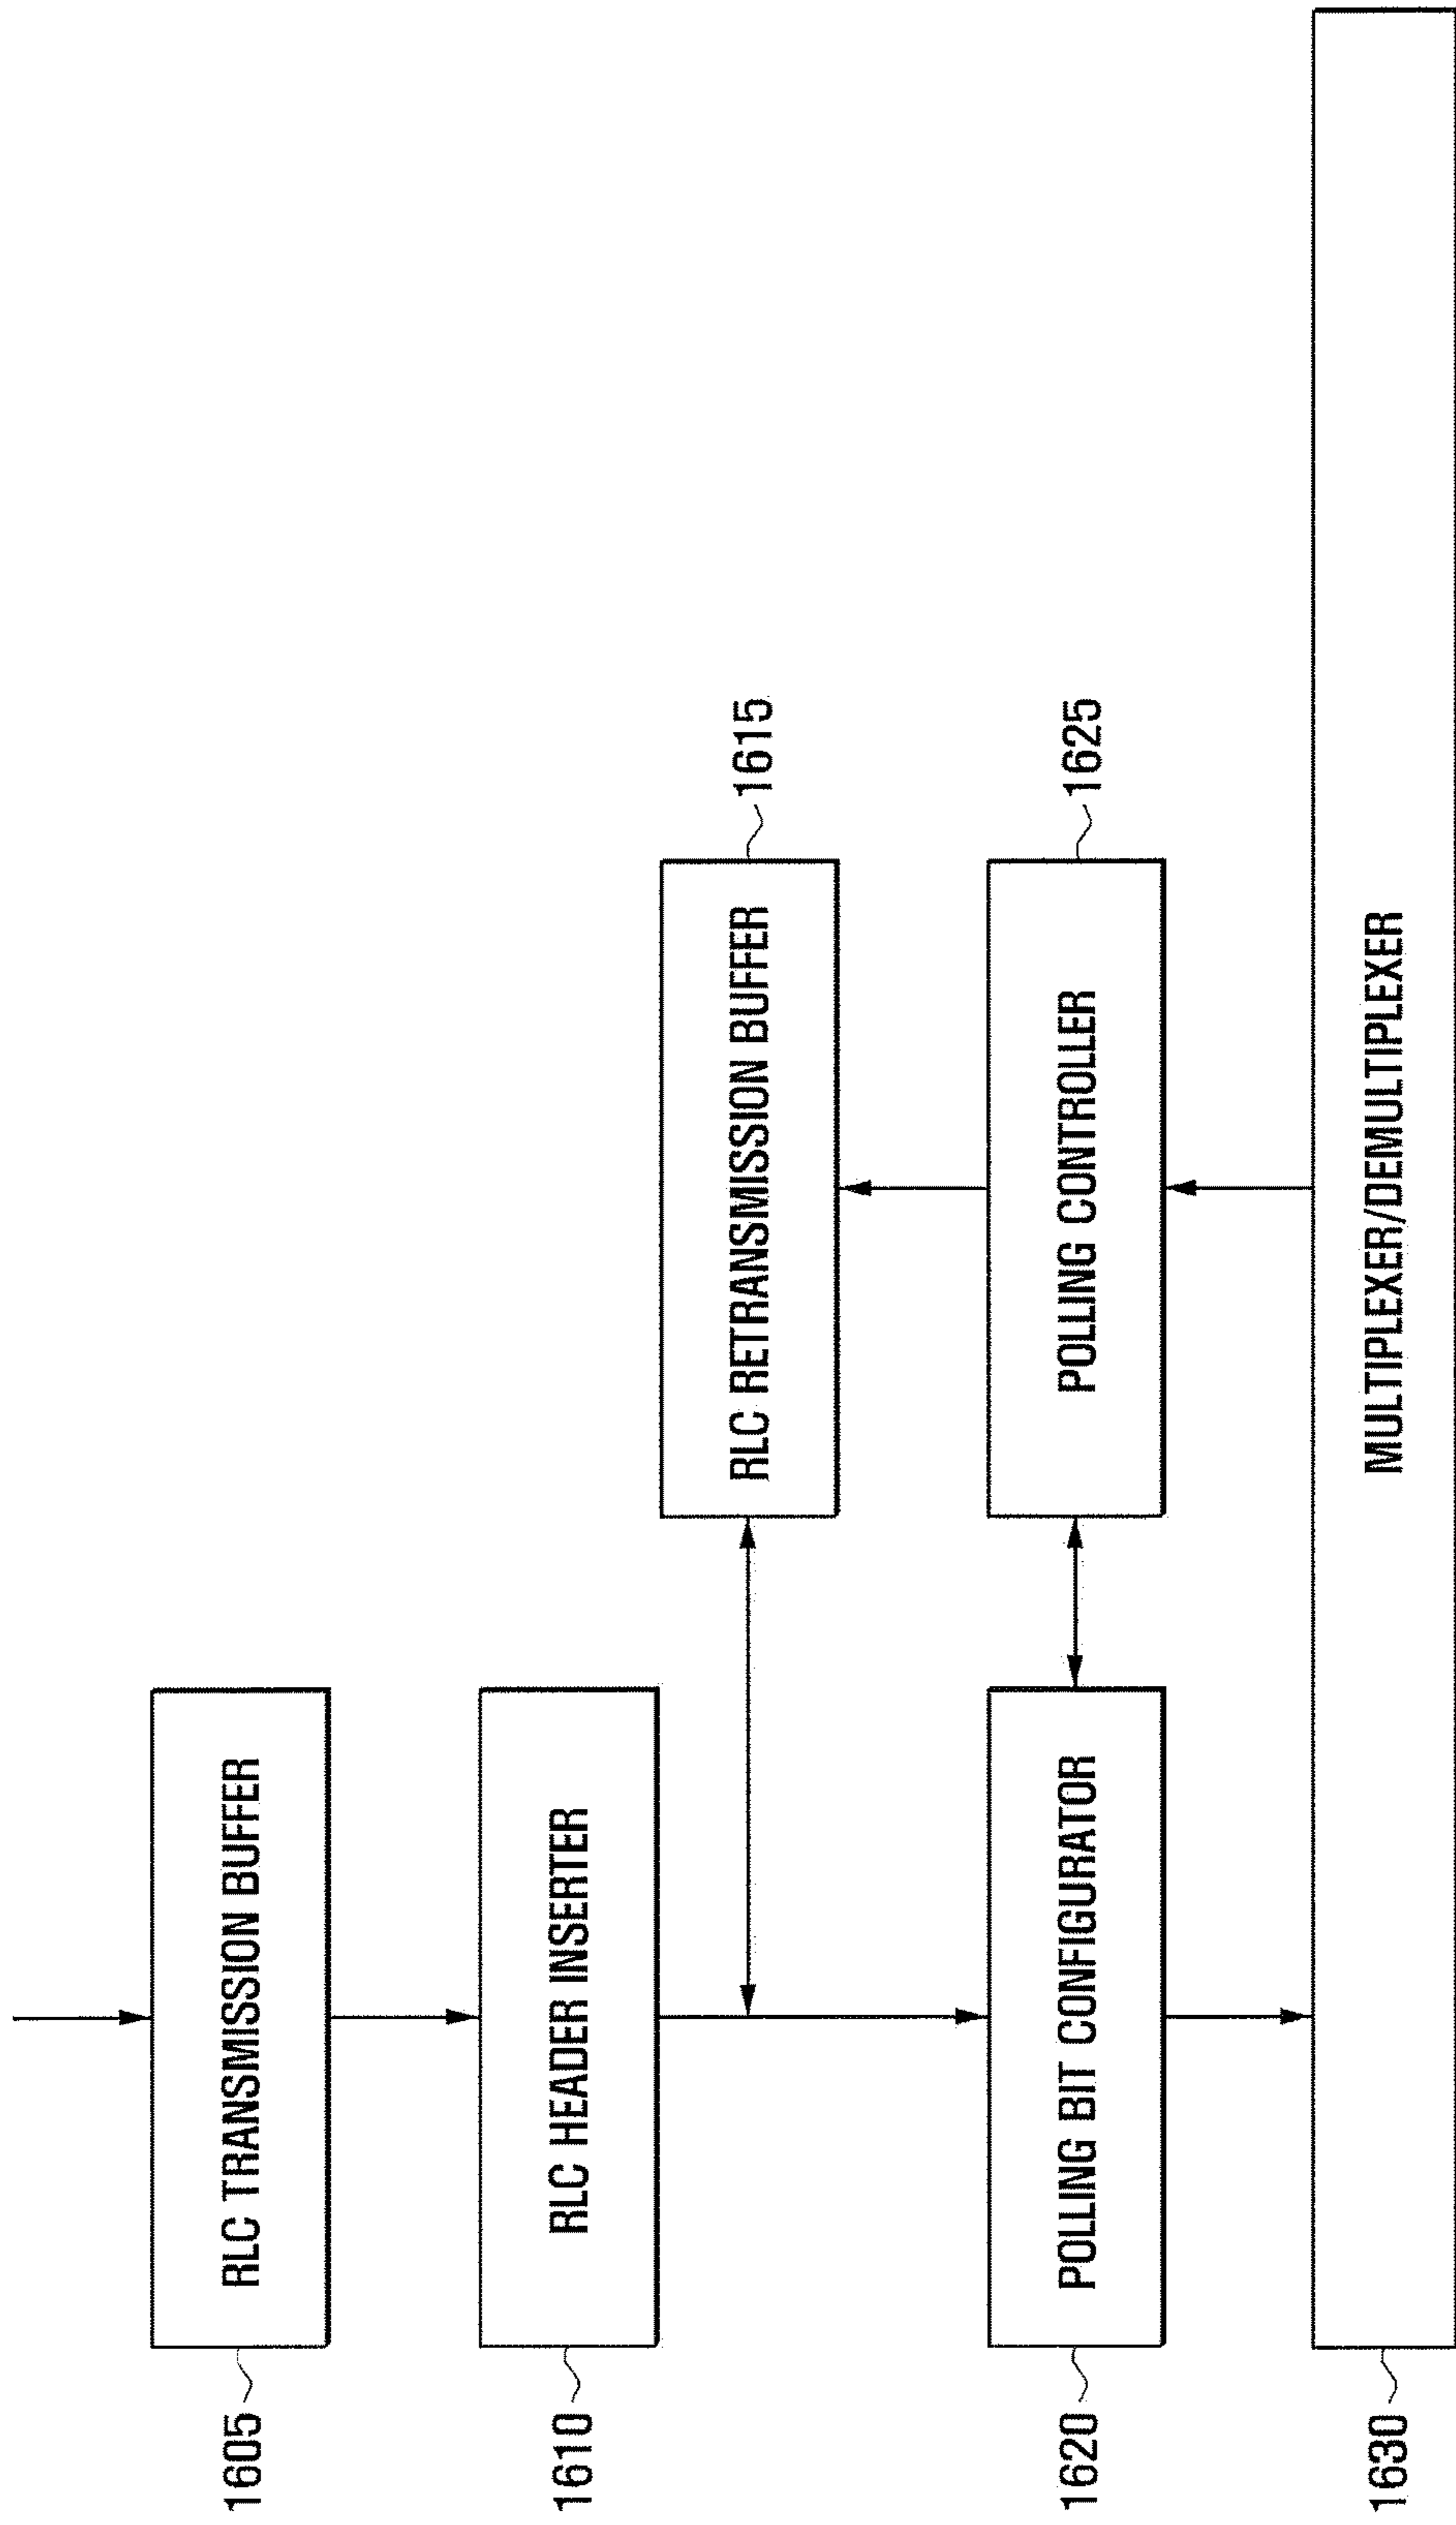 1605
RLC TRANSMISSION BUFFER
1610
RLC HEADER INSERTER
RLC RETRANSMISSION BUFFER
1615
1620
POLLING BIT CONFIGURATOR
POLLING CONTROLLER
1625
1630
MULTIPLEXER/DEMULTIPLEXER